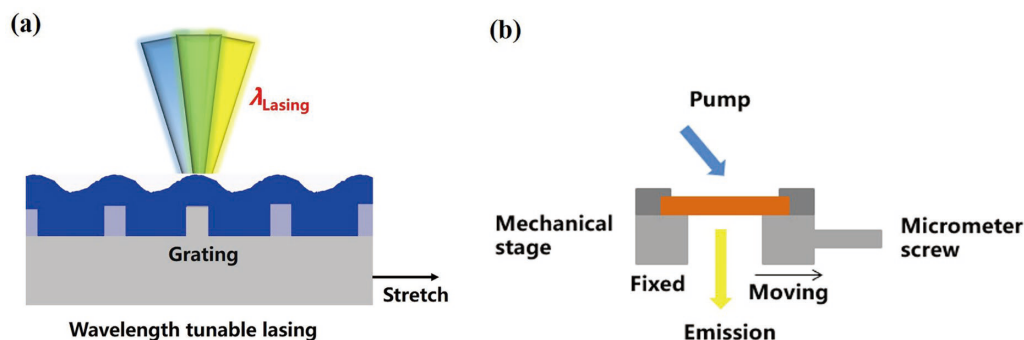 (a)
λLasing
Grating
Stretch
Wavelength tunable lasing
(b)
Pump
Mechanical
stage
Micrometer
screw
Fixed
Moving
Emission